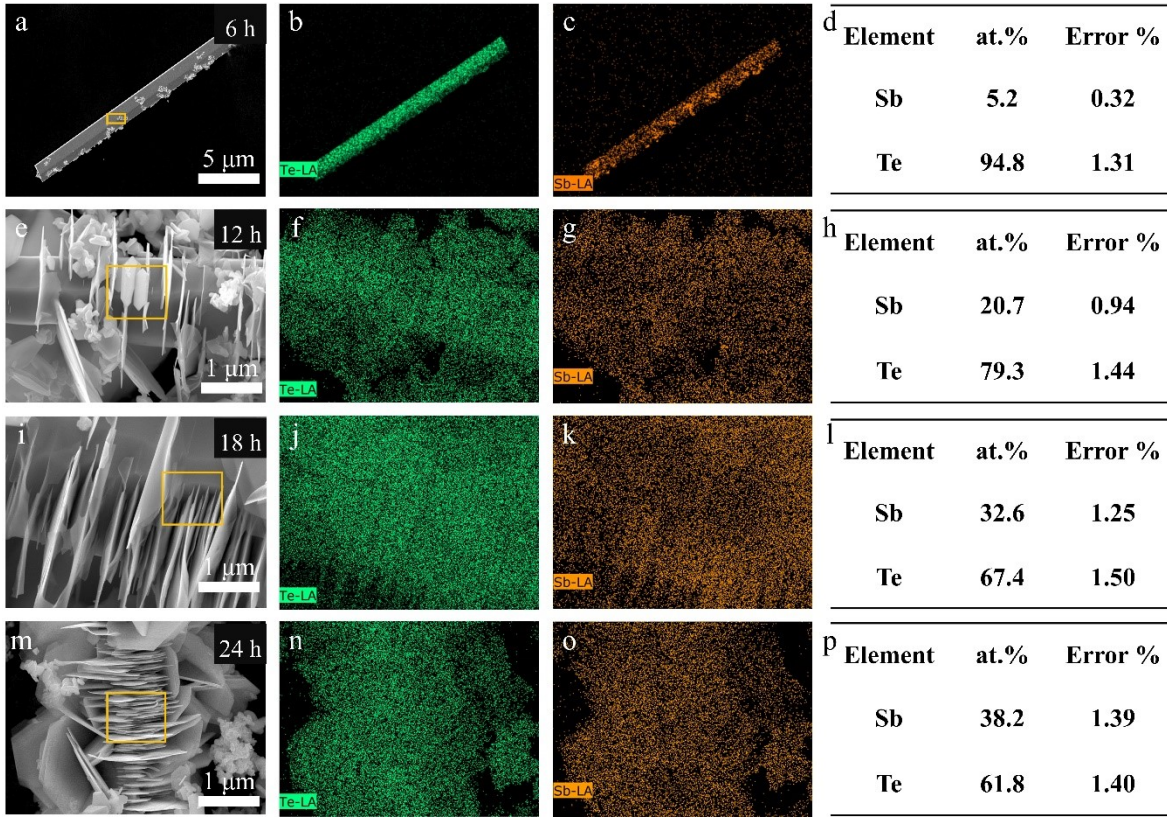 a 6 h b c d Element at.% Error %
5 μm Te-LA Sb-LA Sb 5.2 0.32
Te 94.8 1.31
e 12 h f g h Element at.% Error %
1 μm Te-LA Sb-LA Sb 20.7 0.94
Te 79.3 1.44
i 18 h j k l Element at.% Error %
1 μm Te-LA Sb-LA Sb 32.6 1.25
Te 67.4 1.50
m 24 h n o p Element at.% Error %
1 μm Te-LA Sb-LA Sb 38.2 1.39
Te 61.8 1.40